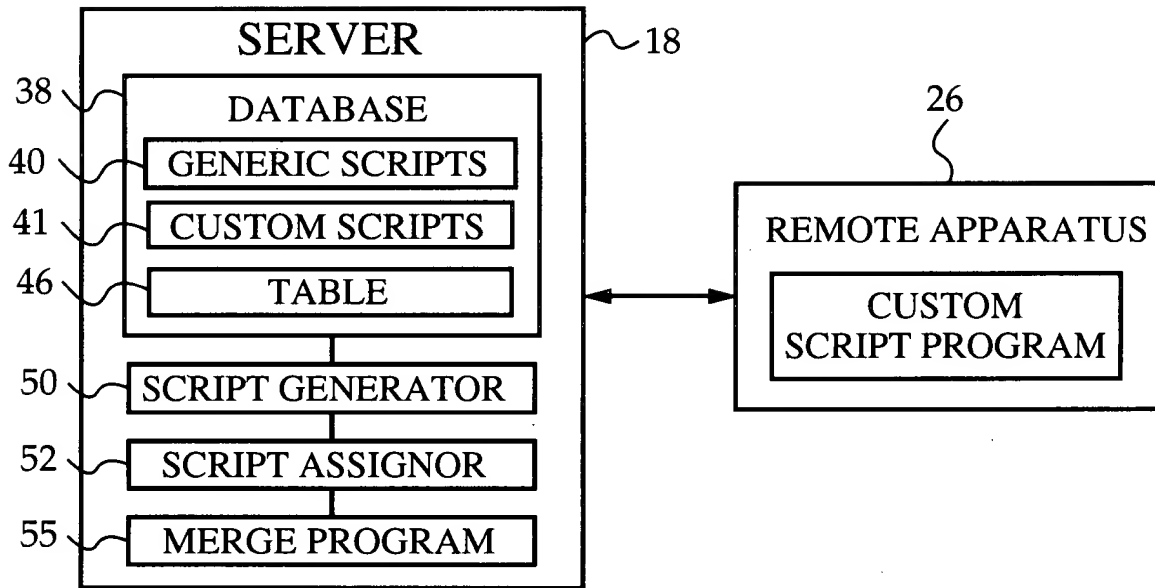 SERVER
18
38
DATABASE
40
GENERIC SCRIPTS
41
CUSTOM SCRIPTS
46
TABLE
50
SCRIPT GENERATOR
52
SCRIPT ASSIGNOR
55
MERGE PROGRAM
26
REMOTE APPARATUS
CUSTOM
SCRIPT PROGRAM